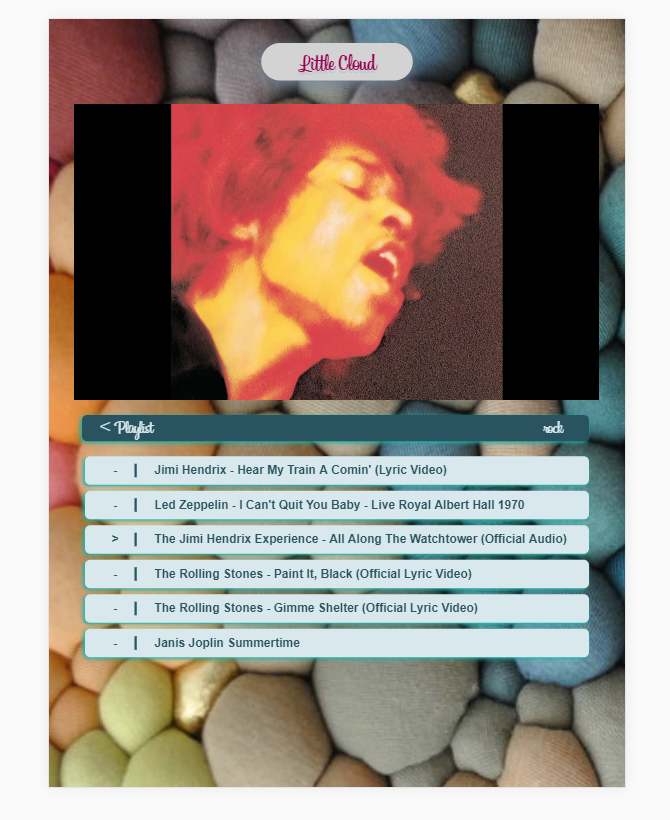 Little Cloud
< Playlist rock
- | Jimi Hendrix - Hear My Train A Comin' (Lyric Video)
- | Led Zeppelin - I Can't Quit You Baby - Live Royal Albert Hall 1970
> | The Jimi Hendrix Experience - All Along The Watchtower (Official Audio)
- | The Rolling Stones - Paint It, Black (Official Lyric Video)
- | The Rolling Stones - Gimme Shelter (Official Lyric Video)
- | Janis Joplin Summertime